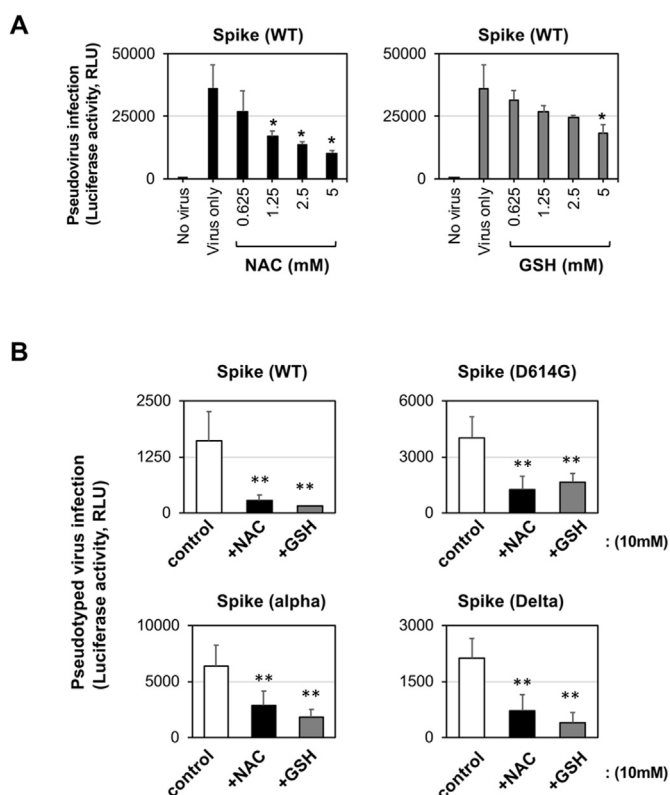 A
Spike (WT)
Pseudovirus infection
(Luciferase activity, RLU)
50000
25000
0
*
*
*
No virus
Virus only
0.625
1.25
2.5
5
NAC (mM)
Spike (WT)
50000
25000
0
*
No virus
Virus only
0.625
1.25
2.5
5
GSH (mM)
B
Pseudotyped virus infection
(Luciferase activity, RLU)
Spike (WT)
2500
1250
0
**
**
control
+NAC
+GSH
Spike (D614G)
6000
3000
0
**
**
control
+NAC
+GSH
: (10mM)
Spike (alpha)
10000
5000
0
**
**
control
+NAC
+GSH
Spike (Delta)
3000
1500
0
**
**
control
+NAC
+GSH
: (10mM)